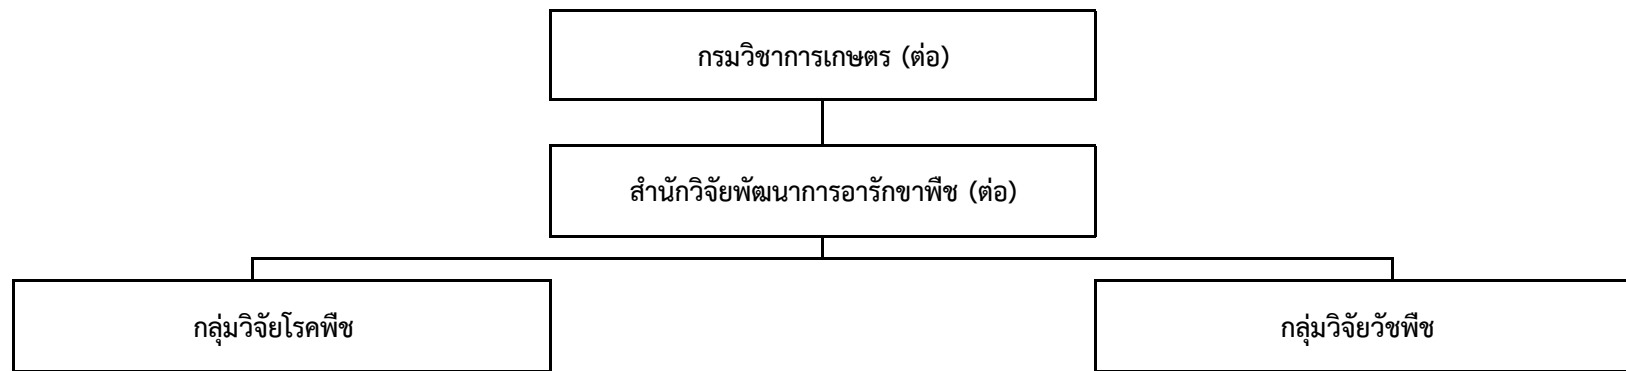 กรมวิชาการเกษตร (ต่อ)
สำนักวิจัยพัฒนาการอารักขาพืช (ต่อ)
กลุ่มวิจัยโรคพืช
กลุ่มวิจัยวัชพืช